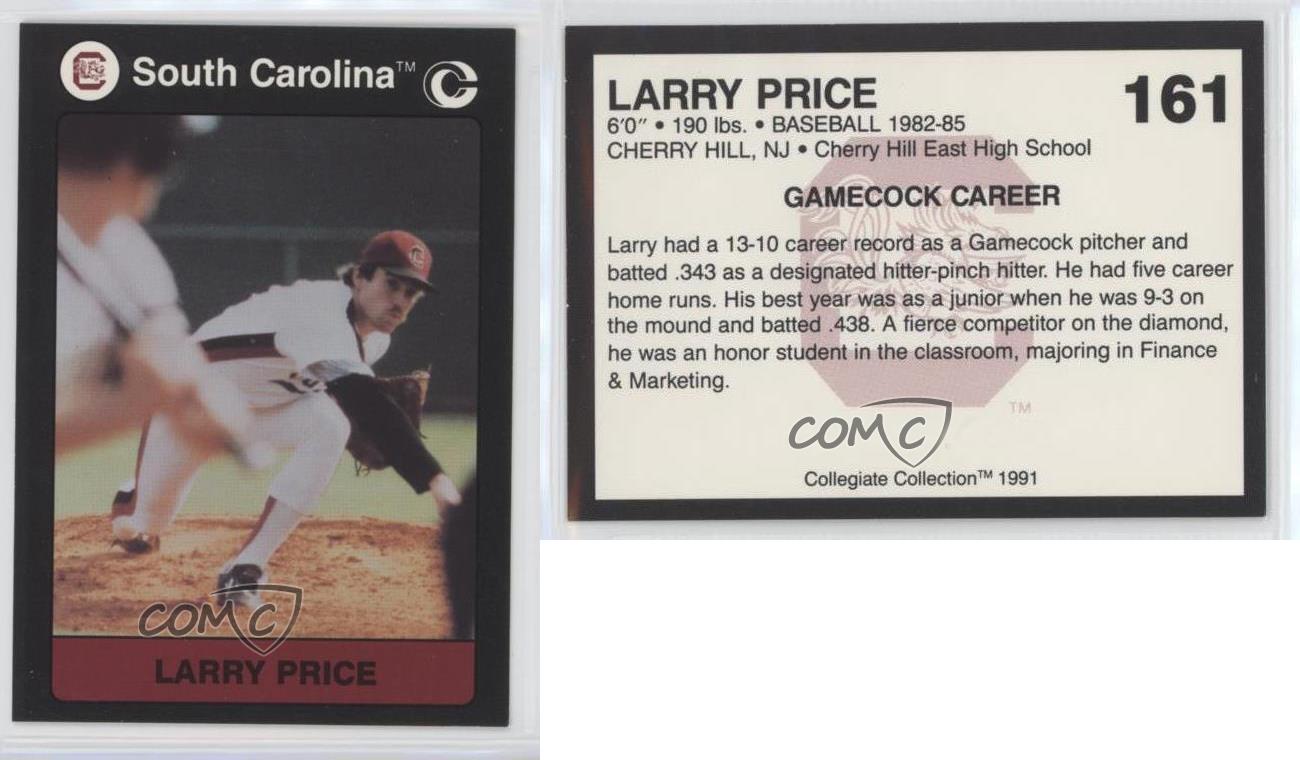 South Carolina™
COMC
LARRY PRICE
LARRY PRICE
161
6'0" • 190 lbs. • BASEBALL 1982-85
CHERRY HILL, NJ • Cherry Hill East High School
GAMECOCK CAREER
Larry had a 13-10 career record as a Gamecock pitcher and
batted .343 as a designated hitter-pinch hitter. He had five career
home runs. His best year was as a junior when he was 9-3 on
the mound and batted .438. A fierce competitor on the diamond,
he was an honor student in the classroom, majoring in Finance
& Marketing.
TM
COMC
Collegiate Collection™ 1991